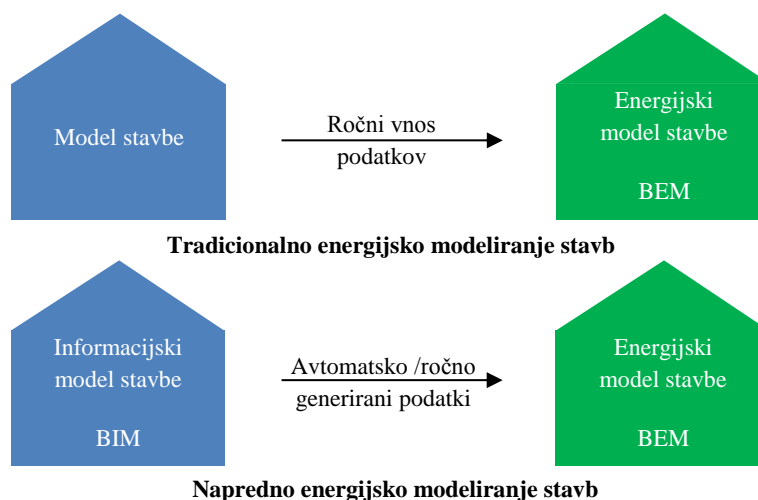 Model stavbe
Ročni vnos
podatkov
Energijski
model stavbe
BEM
Tradicionalno energijsko modeliranje stavb
Informacijski
model stavbe
BIM
Avtomatsko /ročno
generirani podatki
Energijski
model stavbe
BEM
Napredno energijsko modeliranje stavb